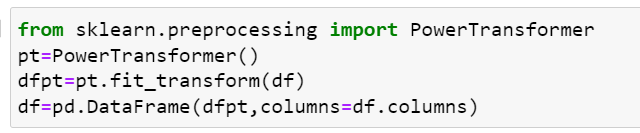 from sklearn.preprocessing import PowerTransformer
pt=PowerTransformer()
dfpt=pt.fit_transform(df)
df=pd.DataFrame(dfpt,columns=df.columns)